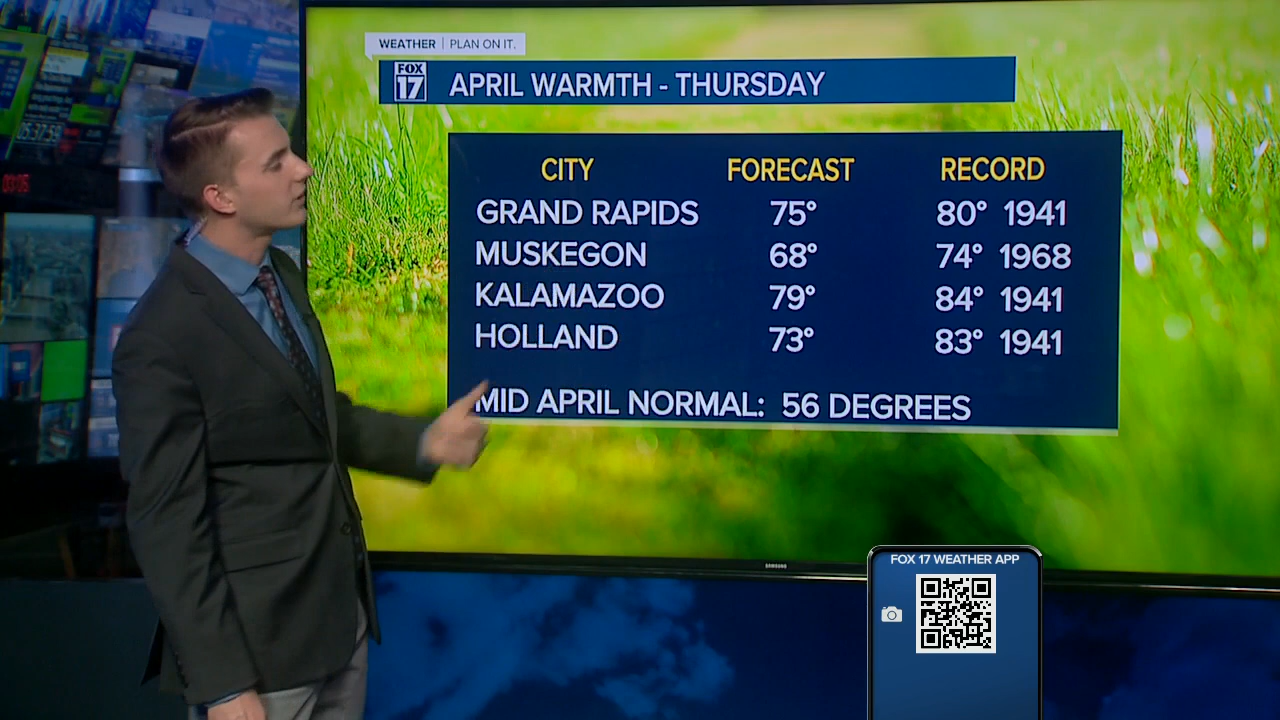 WEATHER | PLAN ON IT.
FOX 17
APRIL WARMTH - THURSDAY
CITY FORECAST RECORD
GRAND RAPIDS 75° 80° 1941
MUSKEGON 68° 74° 1968
KALAMAZOO 79° 84° 1941
HOLLAND 73° 83° 1941
MID APRIL NORMAL: 56 DEGREES
SAMSUNG
FOX 17 WEATHER APP